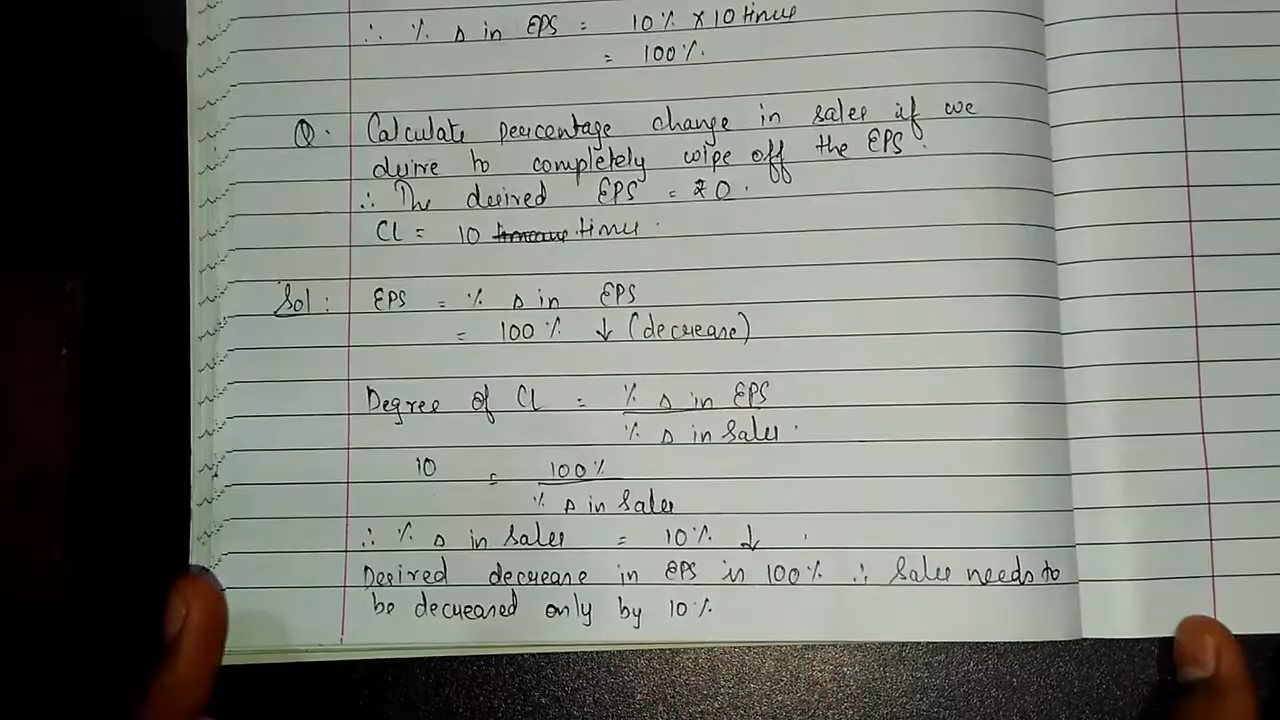 ∴ % Δ in EPS = 10% × 10 times
= 100%.
Q. Calculate percentage change in sales if we
desire to completely wipe off the EPS.
∴ The desired EPS = ₹ 0.
CL = 10 times.
Sol: EPS = % Δ in EPS
= 100% ↓ (decrease)
Degree of CL = % Δ in EPS
% Δ in Sales.
10 = 100%
% Δ in Sales
∴ % Δ in Sales = 10% ↓
Desired decrease in EPS is 100% ∴ Sales needs to
be decreased only by 10%